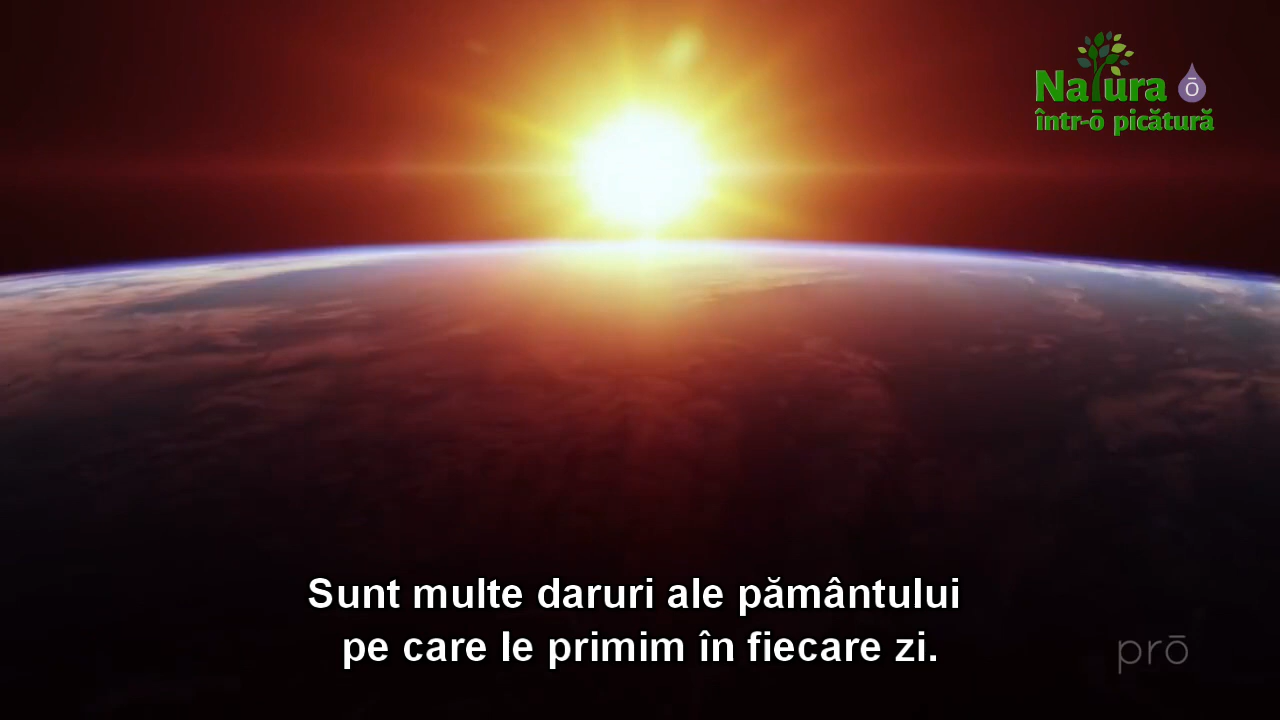 Natura ō
într-ō picătură
Sunt multe daruri ale pământului
pe care le primim în fiecare zi.
prō